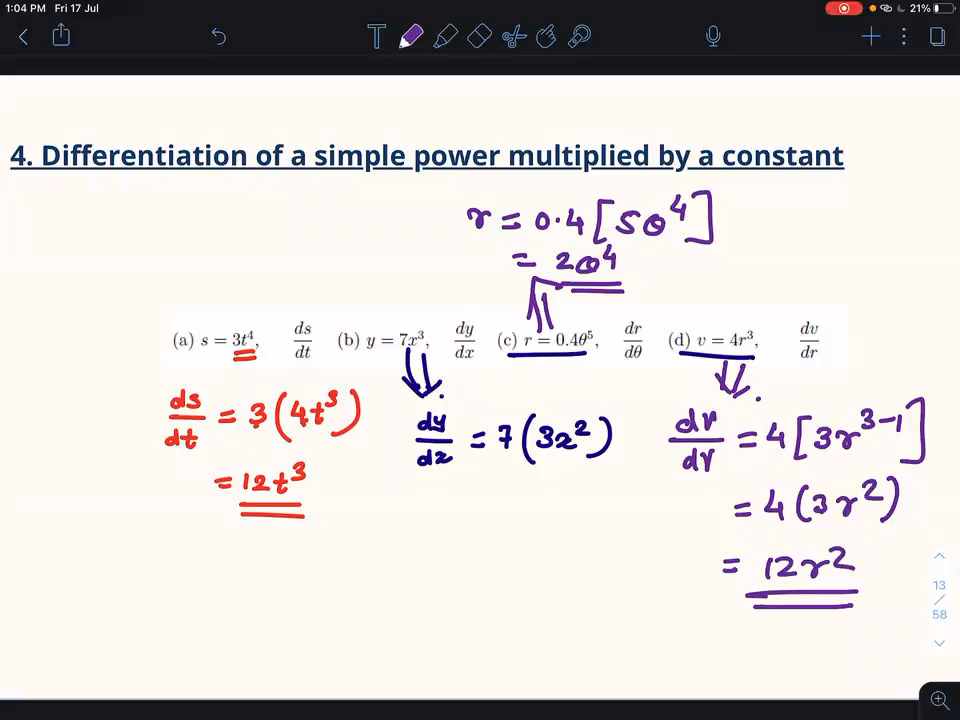 1:04 PM Fri 17 Jul
21%
4. Differentiation of a simple power multiplied by a constant
r = 0.4[5θ⁴]
= 2θ⁴
(a) s = 3t⁴, ds/dt (b) y = 7x³, dy/dx (c) r = 0.4θ⁵, dr/dθ (d) v = 4r³, dv/dr
ds/dt = 3(4t³)
= 12t³
dy/dx = 7(3x²)
dv/dr = 4[3r³⁻¹]
= 4(3r²)
= 12r²
13
/
58